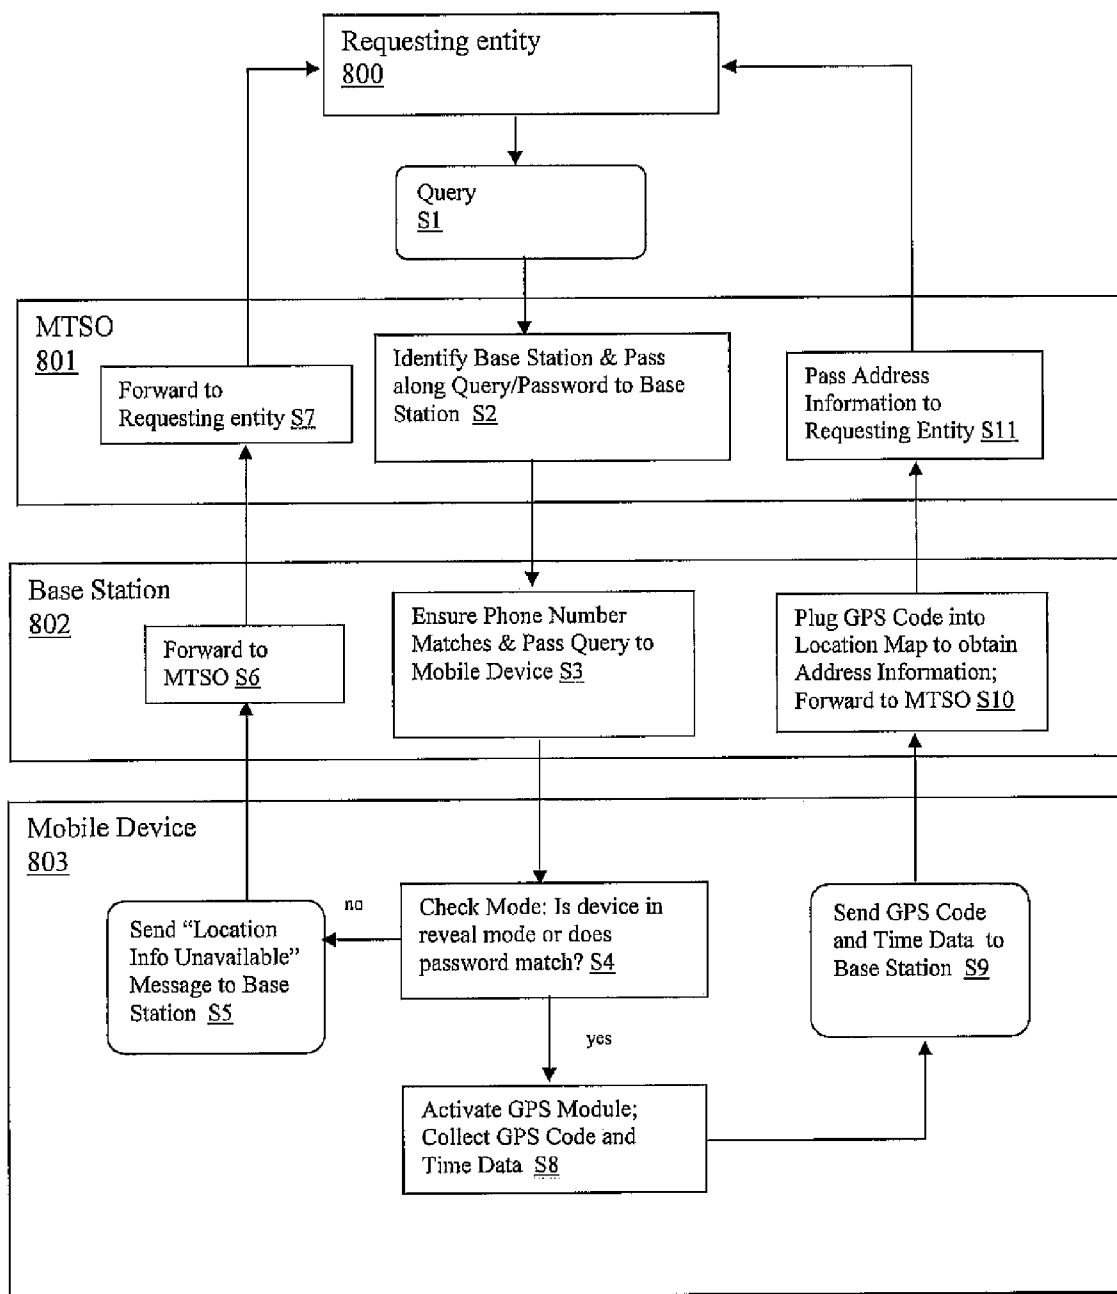 Requesting entity
800
Query
S1
MTSO
801
Forward to
Requesting entity S7
Identify Base Station & Pass
along Query/Password to Base
Station S2
Pass Address
Information to
Requesting Entity S11
Base Station
802
Forward to
MTSO S6
Ensure Phone Number
Matches & Pass Query to
Mobile Device S3
Plug GPS Code into
Location Map to obtain
Address Information;
Forward to MTSO S10
Mobile Device
803
Send “Location
Info Unavailable”
Message to Base
Station S5
no
Check Mode: Is device in
reveal mode or does
password match? S4
Send GPS Code
and Time Data to
Base Station S9
yes
Activate GPS Module;
Collect GPS Code and
Time Data S8